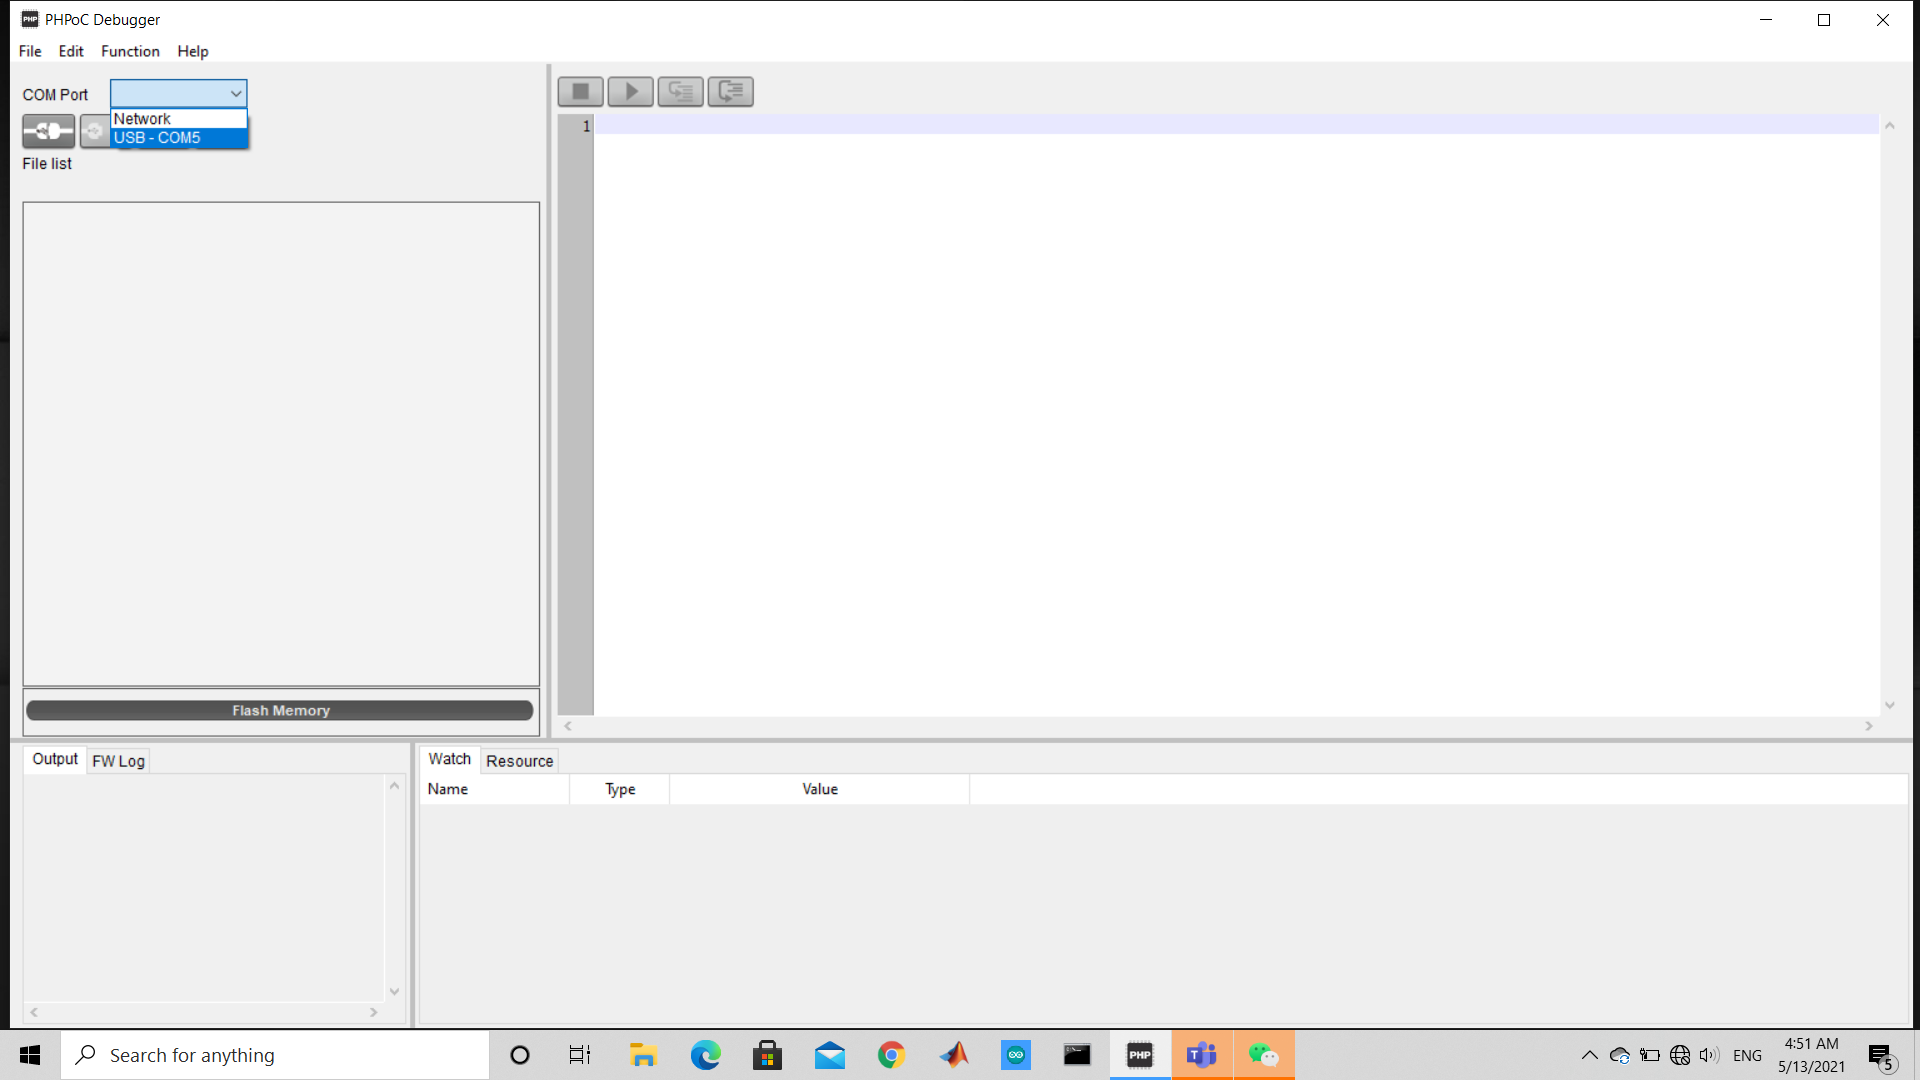 PHP PHPoC Debugger
File Edit Function Help
COM Port
Network
USB - COM5
File list
1
Flash Memory
Output FW Log
Watch Resource
Name Type Value
Search for anything
PHP
T
ENG
4:51 AM
5/13/2021
5